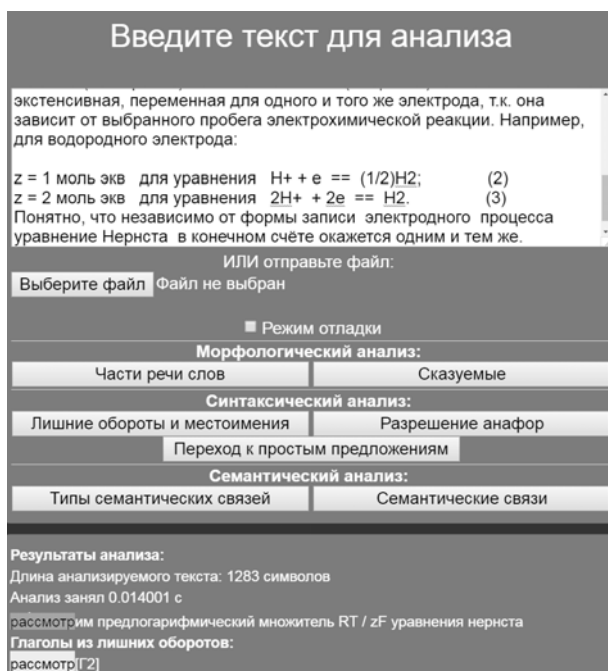 Введите текст для анализа
экстенсивная, переменная для одного и того же электрода, т.к. она
зависит от выбранного пробега электрохимической реакции. Например,
для водородного электрода:
z = 1 моль экв для уравнения H+ + e == (1/2)H2; (2)
z = 2 моль экв для уравнения 2H+ + 2e == H2. (3)
Понятно, что независимо от формы записи электродного процесса
уравнение Нернста в конечном счёте окажется одним и тем же.
ИЛИ отправьте файл:
Выберите файл Файл не выбран
Режим отладки
Морфологический анализ:
Части речи слов Сказуемые
Синтаксический анализ:
Лишние обороты и местоимения Разрешение анафор
Переход к простым предложениям
Семантический анализ:
Типы семантических связей Семантические связи
Результаты анализа:
Длина анализируемого текста: 1283 символов
Анализ занял 0.014001 с
рассмотрим предлогарифмический множитель RT / zF уравнения нернста
Глаголы из лишних оборотов:
рассмотр[Г2]